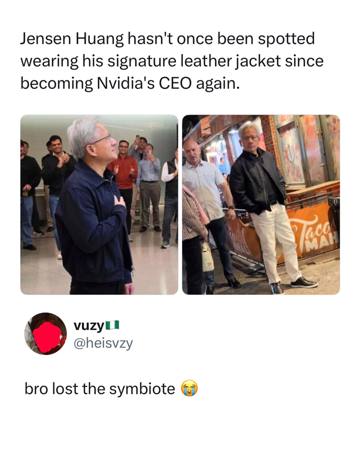 Jensen Huang hasn't once been spotted
wearing his signature leather jacket since
becoming Nvidia's CEO again.
Taco
MAN
vuzy🇳🇬
@heisvzy
bro lost the symbiote 😭